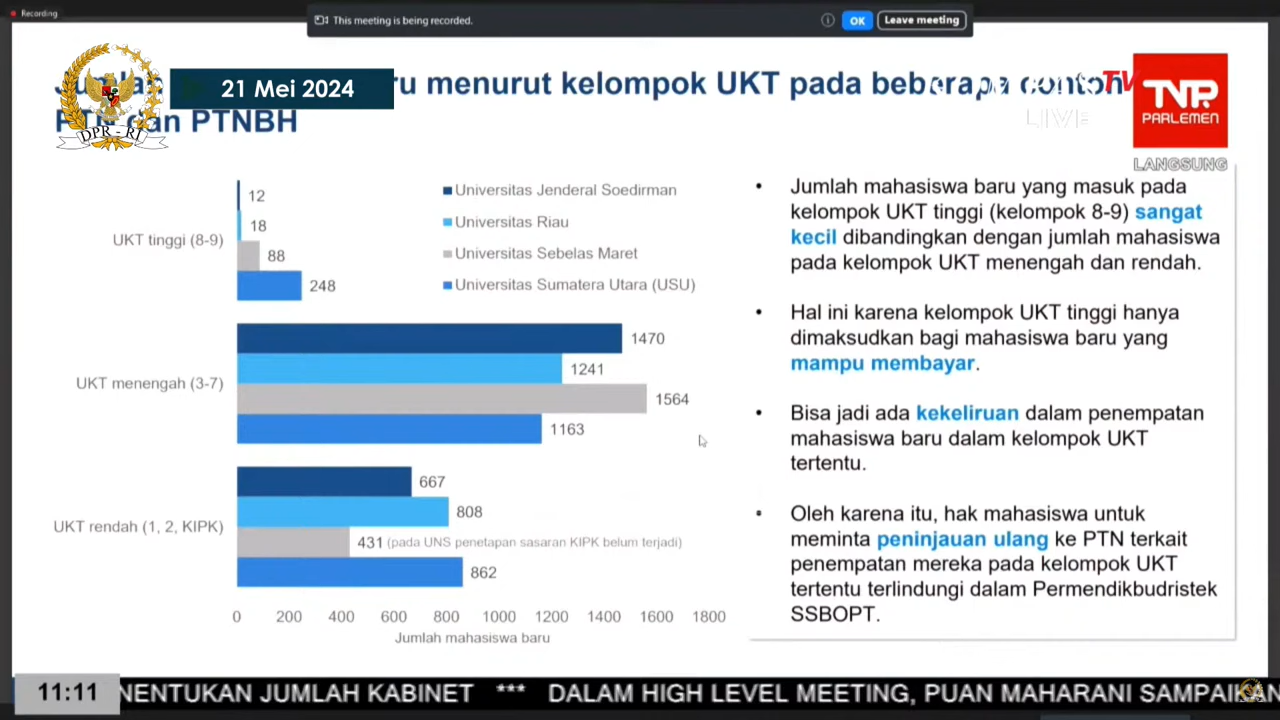 Recording
This meeting is being recorded.
OK
Leave meeting
21 Mei 2024
menurut kelompok UKT pada beberapa contoh
dan PTNBH
DPR - RI
TV
LIVE
TVP.
PARLEMEN
LANGSUNG
12
18
UKT tinggi (8-9)
88
248
Universitas Jenderal Soedirman
Universitas Riau
Universitas Sebelas Maret
Universitas Sumatera Utara (USU)
1470
1241
UKT menengah (3-7)
1564
1163
667
808
UKT rendah (1, 2, KIPK)
431 (pada UNS penetapan sasaran KIPK belum terjadi)
862
0 200 400 600 800 1000 1200 1400 1600 1800
Jumlah mahasiswa baru
• Jumlah mahasiswa baru yang masuk pada
kelompok UKT tinggi (kelompok 8-9) sangat
kecil dibandingkan dengan jumlah mahasiswa
pada kelompok UKT menengah dan rendah.
• Hal ini karena kelompok UKT tinggi hanya
dimaksudkan bagi mahasiswa baru yang
mampu membayar.
• Bisa jadi ada kekeliruan dalam penempatan
mahasiswa baru dalam kelompok UKT
tertentu.
• Oleh karena itu, hak mahasiswa untuk
meminta peninjauan ulang ke PTN terkait
penempatan mereka pada kelompok UKT
tertentu terlindungi dalam Permendikbudristek
SSBOPT.
11:11
NENTUKAN JUMLAH KABINET *** DALAM HIGH LEVEL MEETING, PUAN MAHARANI SAMPAIKAN